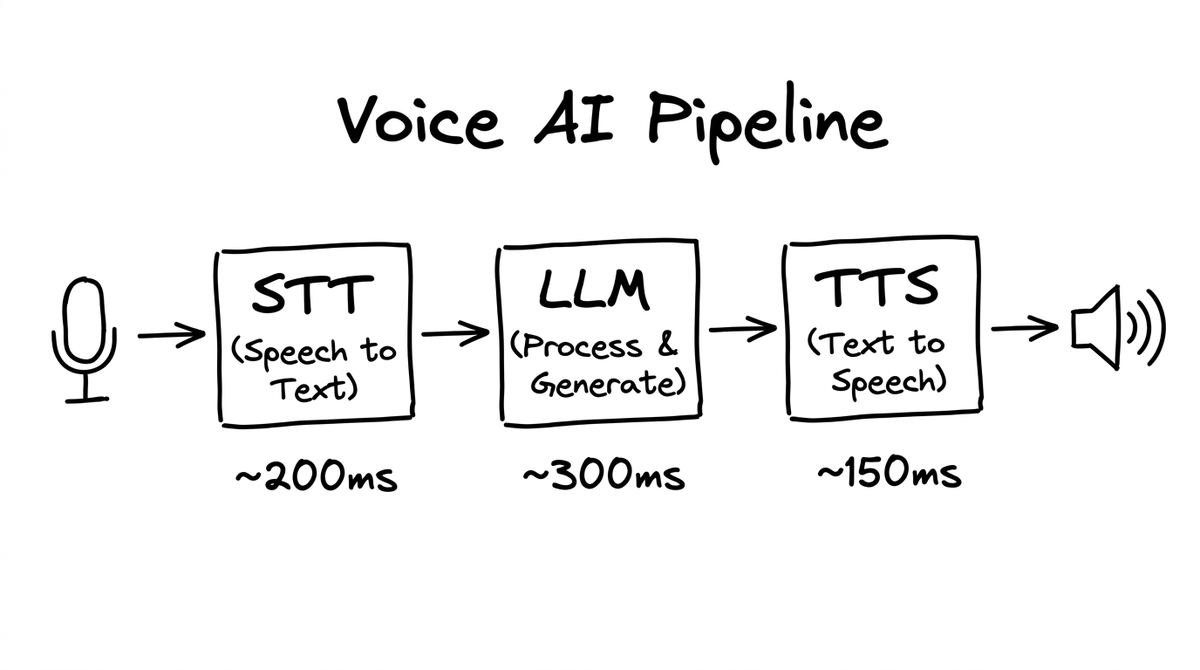 Voice AI Pipeline
STT
(Speech to
Text)
~200ms
LLM
(Process &
Generate)
~300ms
TTS
(Text to
Speech)
~150ms